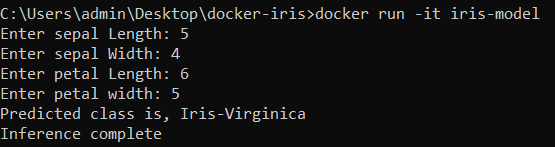 C:\Users\admin\Desktop\docker-iris>docker run -it iris-model
Enter sepal Length: 5
Enter sepal Width: 4
Enter petal Length: 6
Enter petal width: 5
Predicted class is, Iris-Virginica
Inference complete